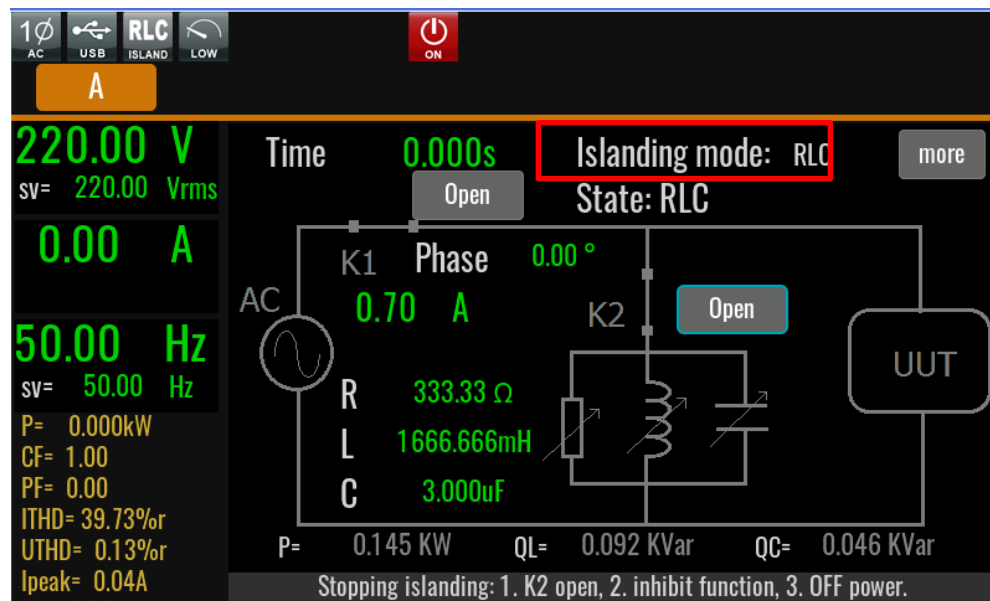 1Ø AC USB RLC ISLAND LOW ON
A
220.00 V
sv= 220.00 Vrms
0.00 A
50.00 Hz
sv= 50.00 Hz
P= 0.000kW
CF= 1.00
PF= 0.00
ITHD= 39.73%r
UTHD= 0.13%r
Ipeak= 0.04A
Time 0.000s Islanding mode: RLC more
Open State: RLC
K1 Phase 0.00 °
AC 0.70 A K2 Open
UUT
R 333.33 Ω
L 1666.666mH
C 3.000uF
P= 0.145 KW QL= 0.092 KVar QC= 0.046 KVar
Stopping islanding: 1. K2 open, 2. inhibit function, 3. OFF power.